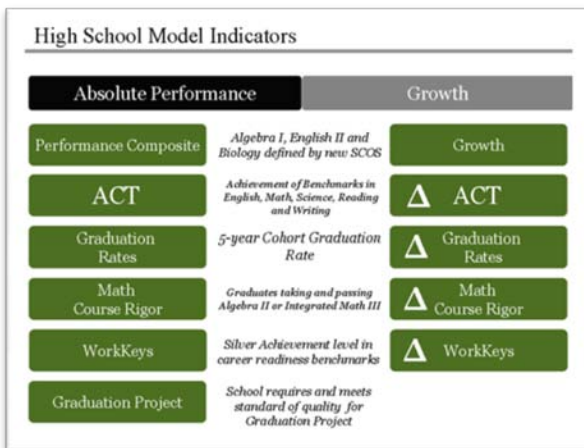 High School Model Indicators
Absolute Performance
Growth
Performance Composite
Algebra I, English II and
Biology defined by new SCOS
Growth
ACT
Achievement of Benchmarks in
English, Math, Science, Reading
and Writing
Δ ACT
Graduation
Rates
5-year Cohort Graduation
Rate
Δ Graduation
Rates
Math
Course Rigor
Graduates taking and passing
Algebra II or Integrated Math III
Δ Math
Course Rigor
WorkKeys
Silver Achievement level in
career readiness benchmarks
Δ WorkKeys
Graduation Project
School requires and meets
standard of quality for
Graduation Project